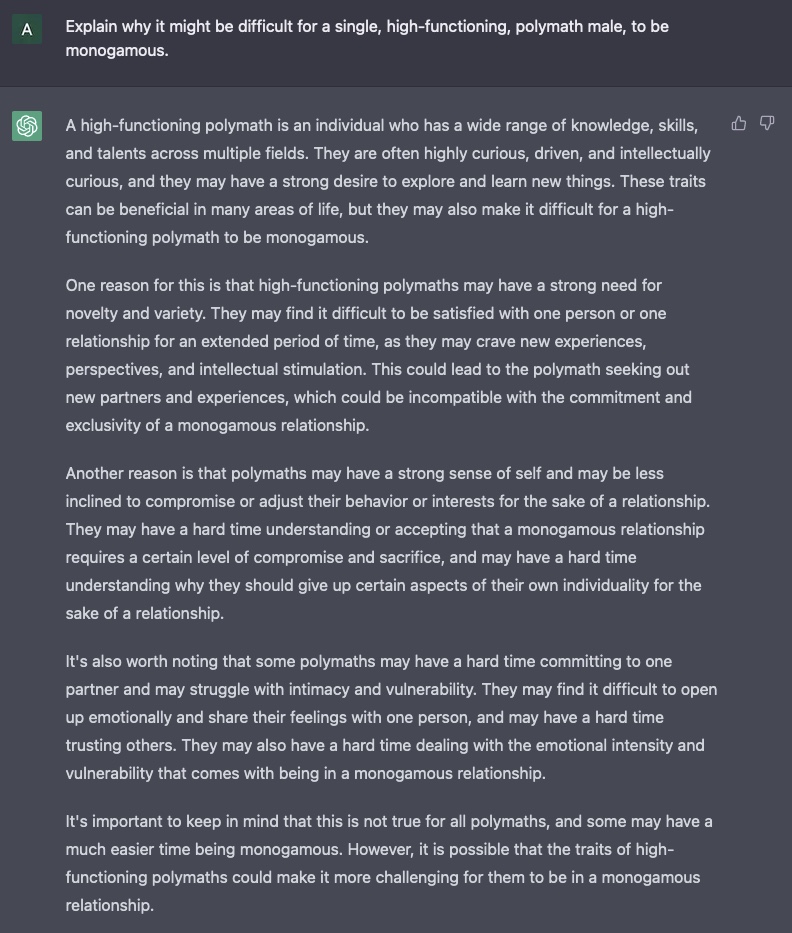 A
Explain why it might be difficult for a single, high-functioning, polymath male, to be
monogamous.
A high-functioning polymath is an individual who has a wide range of knowledge, skills,
and talents across multiple fields. They are often highly curious, driven, and intellectually
curious, and they may have a strong desire to explore and learn new things. These traits
can be beneficial in many areas of life, but they may also make it difficult for a high-
functioning polymath to be monogamous.
One reason for this is that high-functioning polymaths may have a strong need for
novelty and variety. They may find it difficult to be satisfied with one person or one
relationship for an extended period of time, as they may crave new experiences,
perspectives, and intellectual stimulation. This could lead to the polymath seeking out
new partners and experiences, which could be incompatible with the commitment and
exclusivity of a monogamous relationship.
Another reason is that polymaths may have a strong sense of self and may be less
inclined to compromise or adjust their behavior or interests for the sake of a relationship.
They may have a hard time understanding or accepting that a monogamous relationship
requires a certain level of compromise and sacrifice, and may have a hard time
understanding why they should give up certain aspects of their own individuality for the
sake of a relationship.
It's also worth noting that some polymaths may have a hard time committing to one
partner and may struggle with intimacy and vulnerability. They may find it difficult to open
up emotionally and share their feelings with one person, and may have a hard time
trusting others. They may also have a hard time dealing with the emotional intensity and
vulnerability that comes with being in a monogamous relationship.
It's important to keep in mind that this is not true for all polymaths, and some may have a
much easier time being monogamous. However, it is possible that the traits of high-
functioning polymaths could make it more challenging for them to be in a monogamous
relationship.